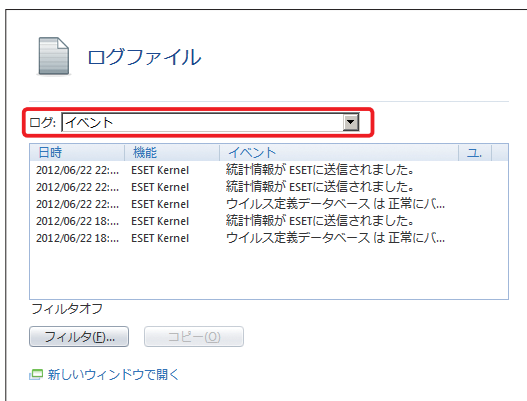 ログファイル
ログ: イベント
日時 機能 イベント ユ.
2012/06/22 22:... ESET Kernel 統計情報が ESETに送信されました。
2012/06/22 22:... ESET Kernel 統計情報が ESETに送信されました。
2012/06/22 22:... ESET Kernel ウイルス定義データベース は 正常にバ...
2012/06/22 18:... ESET Kernel 統計情報が ESETに送信されました。
2012/06/22 18:... ESET Kernel ウイルス定義データベース は 正常にバ...
フィルタオフ
フィルタ(F)... コピー(O)
新しいウィンドウで開く